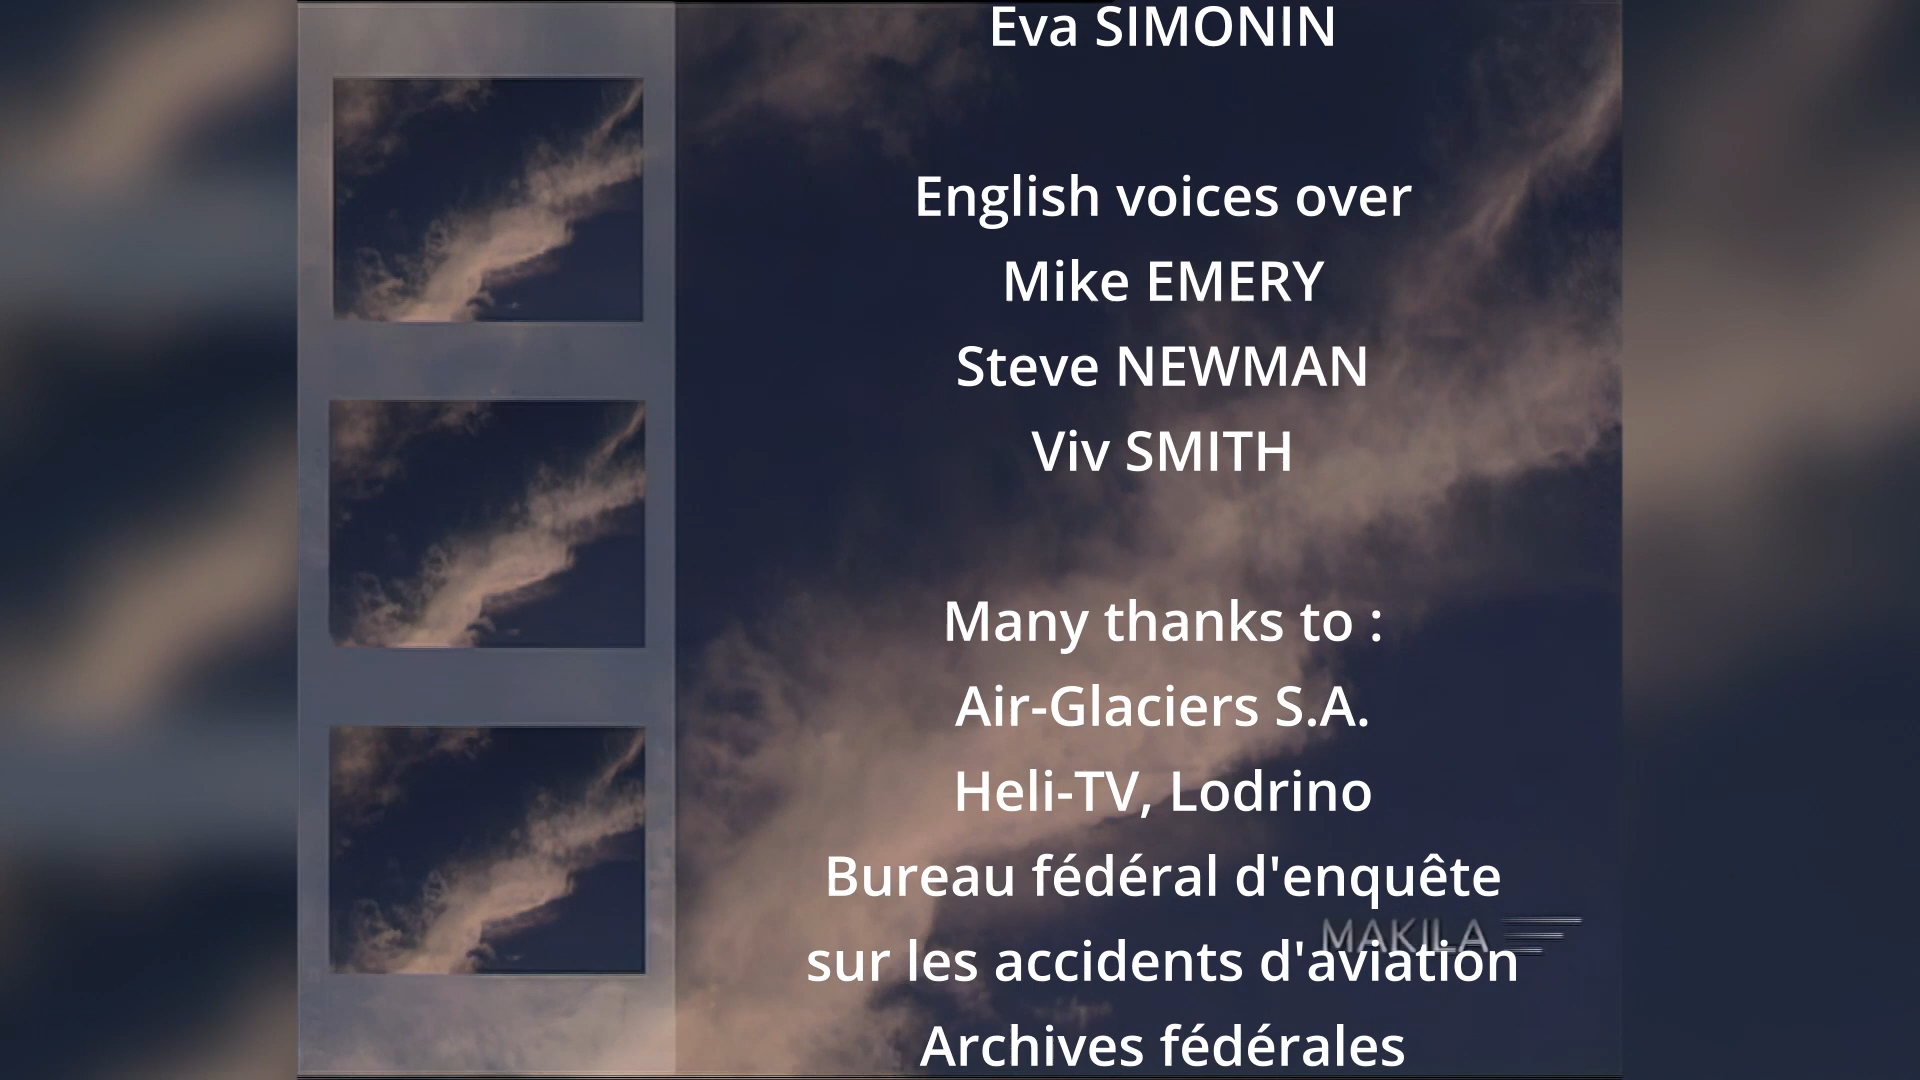 Eva SIMONIN
English voices over
Mike EMERY
Steve NEWMAN
Viv SMITH
Many thanks to :
Air-Glaciers S.A.
Heli-TV, Lodrino
Bureau fédéral d'enquête
MAKILA
sur les accidents d'aviation
Archives fédérales